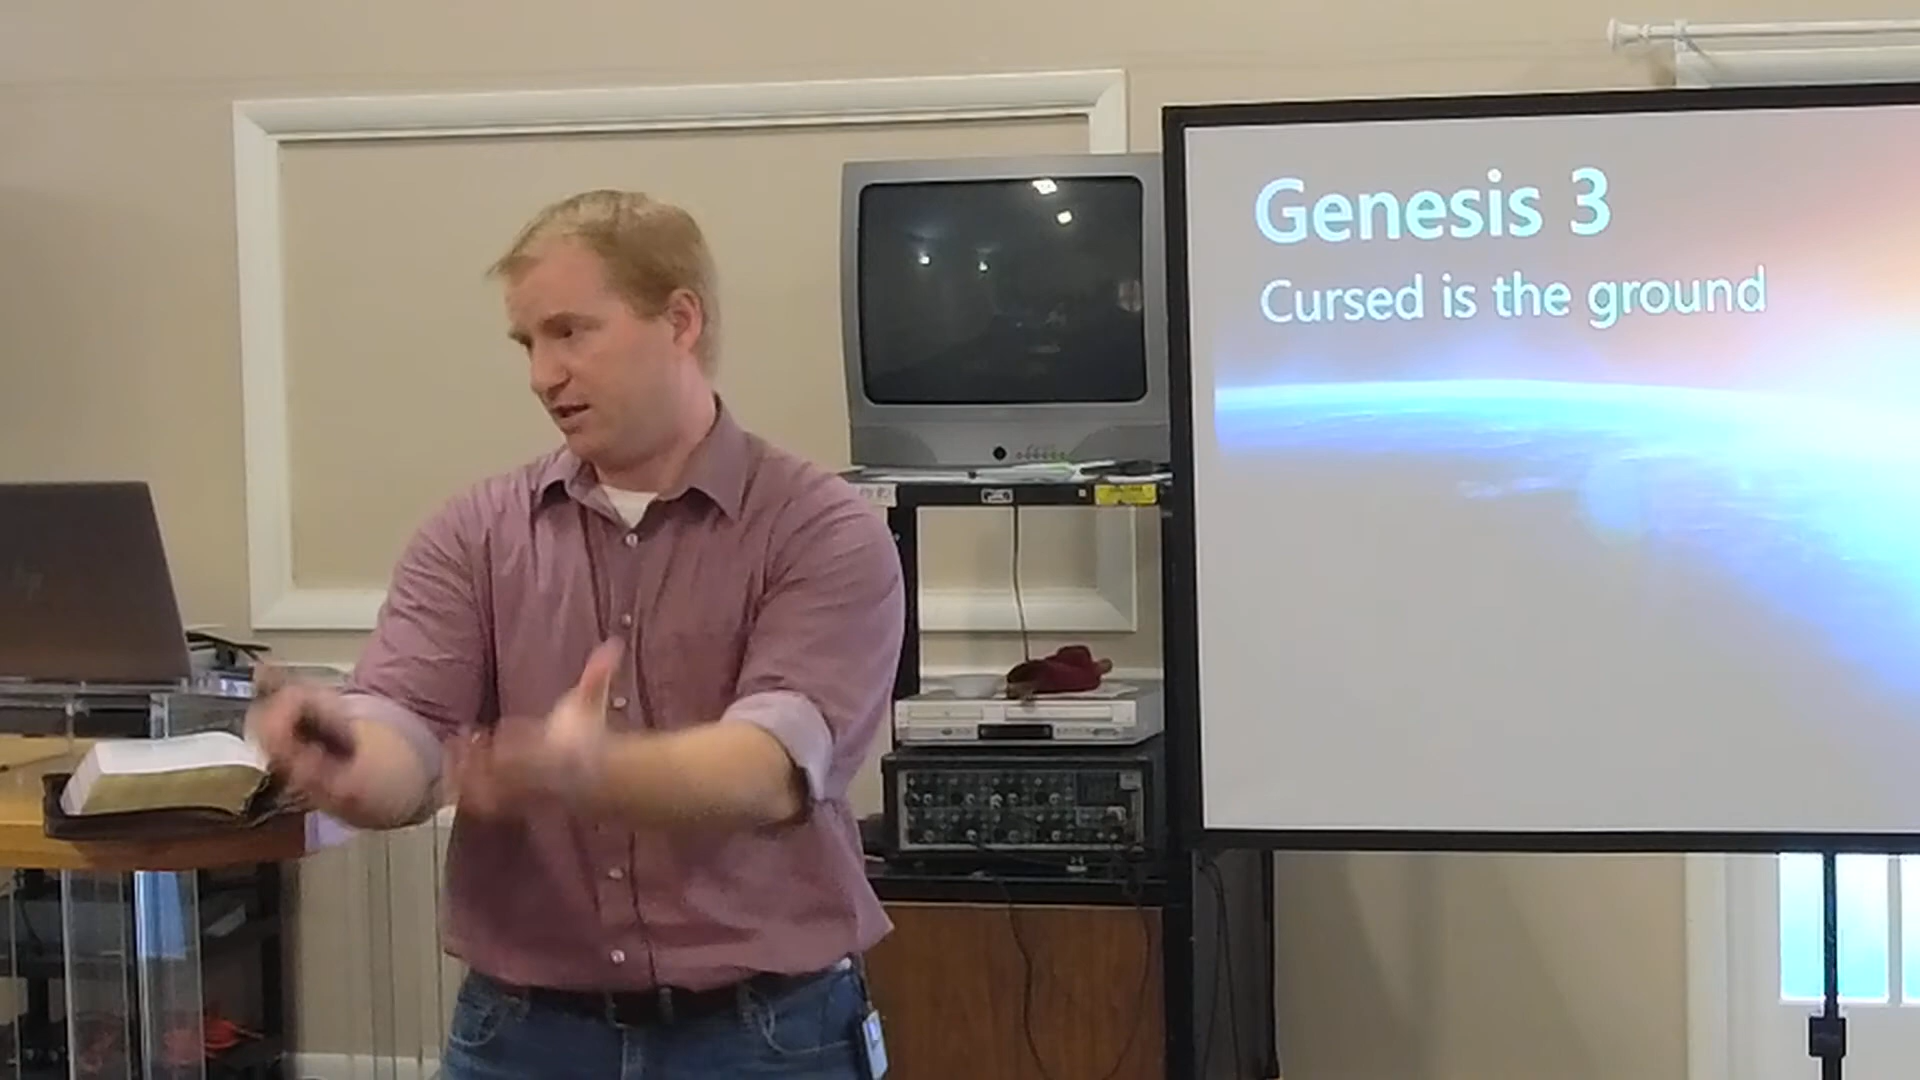 Genesis 3
Cursed is the ground